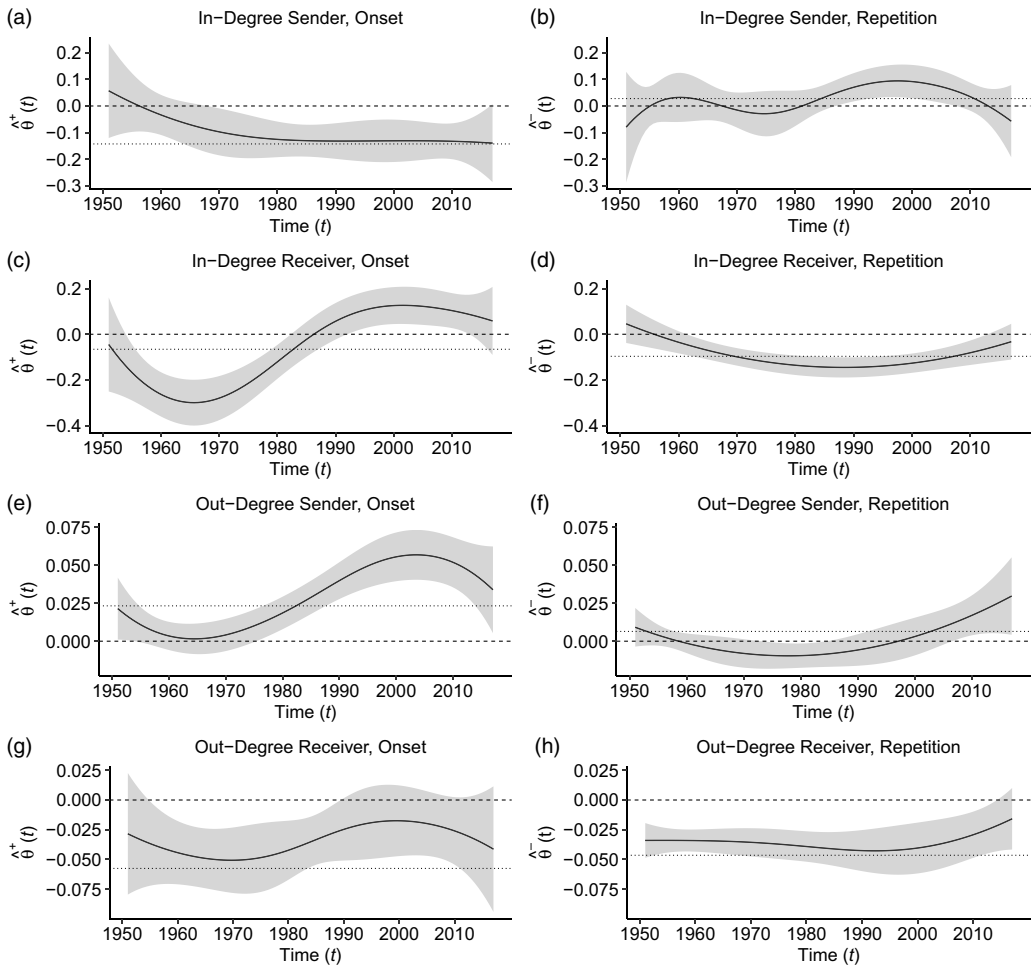 (a) In−Degree Sender, Onset
0.2
0.1
0.0
−0.1
−0.2
−0.3
θ̂⁺ (t)
1950 1960 1970 1980 1990 2000 2010
Time (t)
(b) In−Degree Sender, Repetition
0.2
0.1
0.0
−0.1
−0.2
−0.3
θ̂⁻ (t)
1950 1960 1970 1980 1990 2000 2010
Time (t)
(c) In−Degree Receiver, Onset
0.2
0.0
−0.2
−0.4
θ̂⁺ (t)
1950 1960 1970 1980 1990 2000 2010
Time (t)
(d) In−Degree Receiver, Repetition
0.2
0.0
−0.2
−0.4
θ̂⁻ (t)
1950 1960 1970 1980 1990 2000 2010
Time (t)
(e) Out−Degree Sender, Onset
0.075
0.050
0.025
0.000
θ̂⁺ (t)
1950 1960 1970 1980 1990 2000 2010
Time (t)
(f) Out−Degree Sender, Repetition
0.075
0.050
0.025
0.000
θ̂⁻ (t)
1950 1960 1970 1980 1990 2000 2010
Time (t)
(g) Out−Degree Receiver, Onset
0.025
0.000
−0.025
−0.050
−0.075
θ̂⁺ (t)
1950 1960 1970 1980 1990 2000 2010
Time (t)
(h) Out−Degree Receiver, Repetition
0.025
0.000
−0.025
−0.050
−0.075
θ̂⁻ (t)
1950 1960 1970 1980 1990 2000 2010
Time (t)